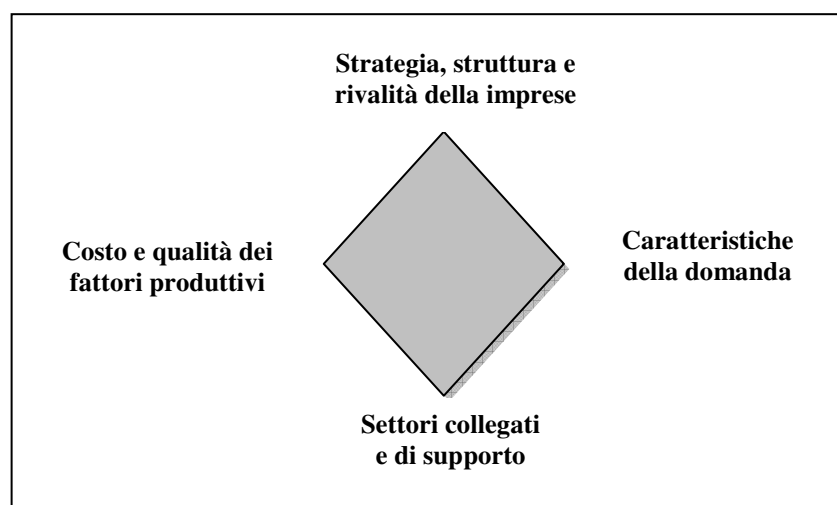 Strategia, struttura e
rivalità della imprese
Costo e qualità dei
fattori produttivi
Caratteristiche
della domanda
Settori collegati
e di supporto